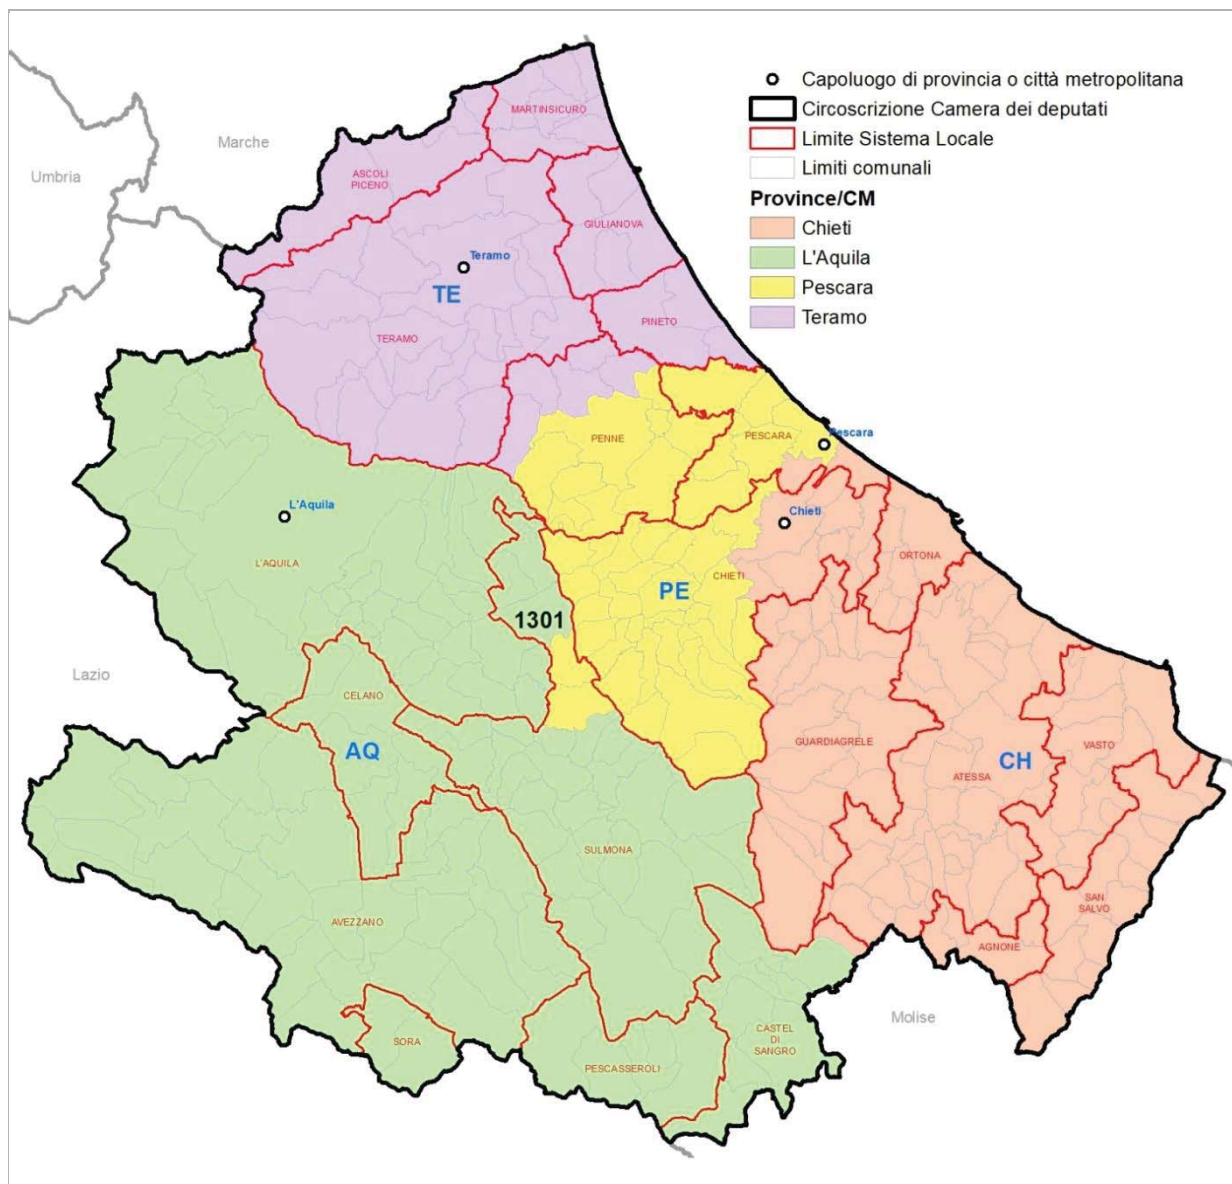 Capoluogo di provincia o città metropolitana
Circoscrizione Camera dei deputati
Limite Sistema Locale
Limiti comunali
Province/CM
Chieti
L'Aquila
Pescara
Teramo
Marche
Umbria
MARTINSICURO
ASCOLI
PICENO
GIULIANOVA
Teramo
TE
PINETO
TERAMO
PENNE
PESCARA
Pescara
L'Aquila
Chieti
L'AQUILA
ORTONA
CHIETI
PE
1301
Lazio
CELANO
AQ
GUARDIAGRELE
VASTO
CH
ATESSA
SULMONA
AVEZZANO
SAN
SALVO
AGNONE
Molise
SORA
CASTEL
DI
SANGRO
PESCASSEROLI